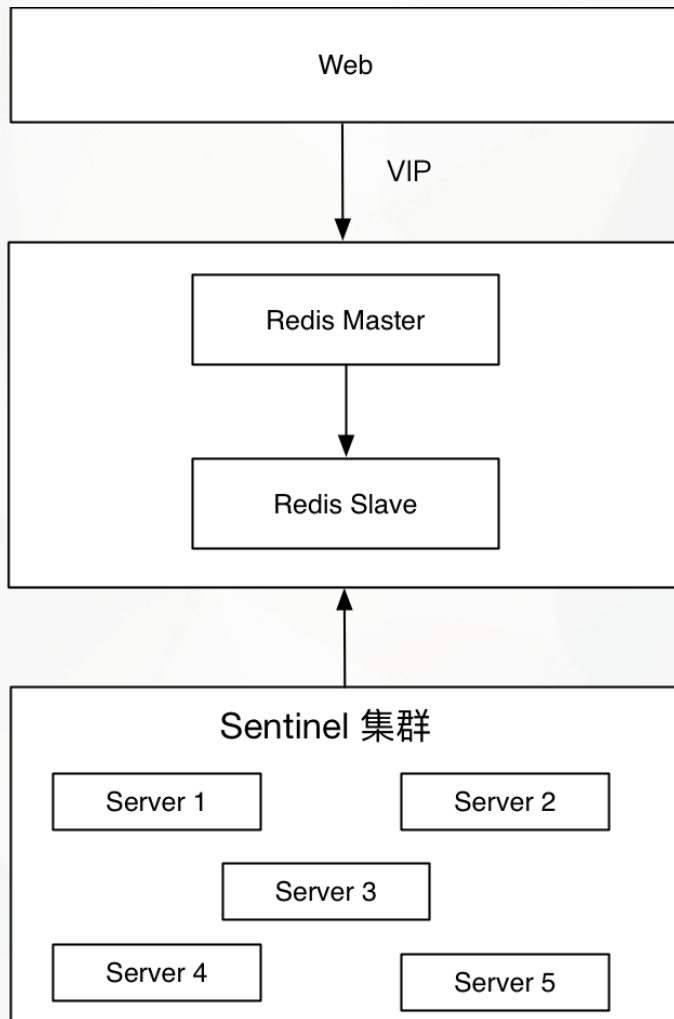 Web
VIP
Redis Master
Redis Slave
Sentinel 集群
Server 1
Server 2
Server 3
Server 4
Server 5